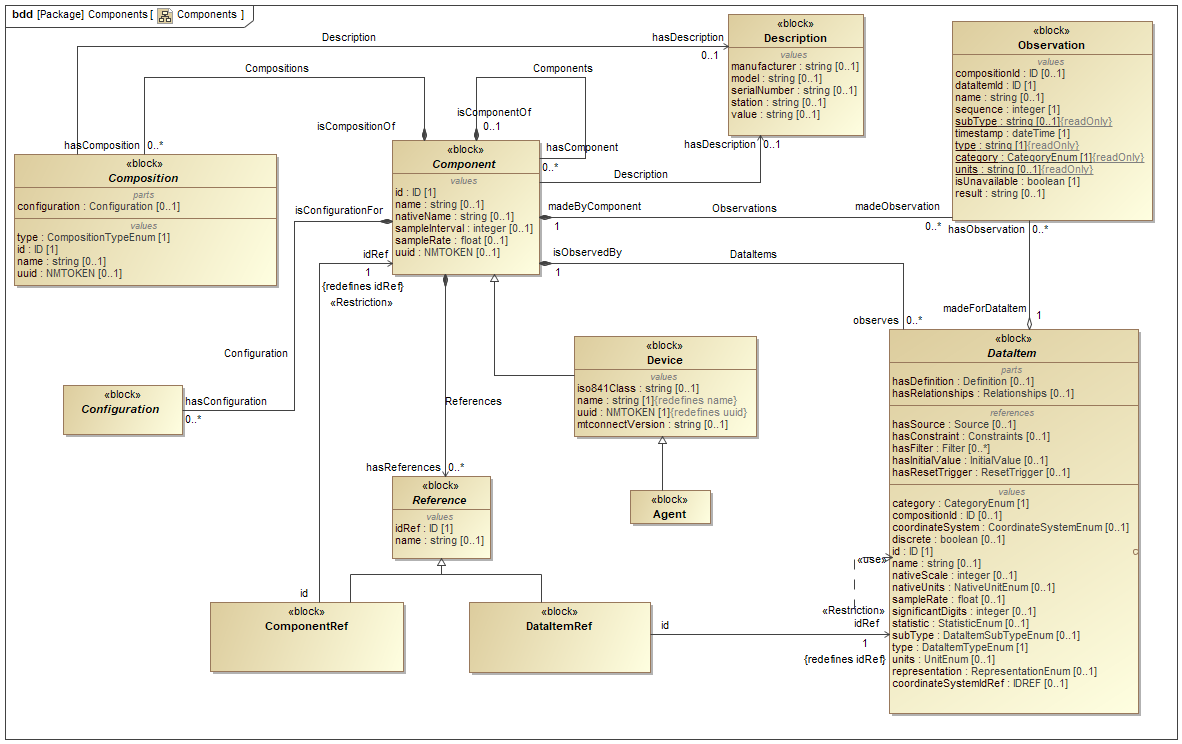 bdd [Package] Components [ Components ]
Description
hasDescription
0..1
Compositions
Components
isComponentOf
0..1
isCompositionOf
hasComposition
0..*
hasComponent
0..*
hasDescription
0..1
Description
«block»
Description
values
manufacturer : string [0..1]
model : string [0..1]
serialNumber : string [0..1]
station : string [0..1]
value : string [0..1]
«block»
Observation
values
compositionId : ID [0..1]
dataItemId : ID [1]
name : string [0..1]
sequence : integer [1]
subType : string [0..1]{readOnly}
timestamp : dateTime [1]
type : string [1]{readOnly}
category : CategoryEnum [1]{readOnly}
units : string [0..1]{readOnly}
isUnavailable : boolean [1]
result : string [0..1]
«block»
Composition
parts
configuration : Configuration [0..1]
values
type : CompositionTypeEnum [1]
id : ID [1]
name : string [0..1]
uuid : NMTOKEN [0..1]
«block»
Component
values
id : ID [1]
name : string [0..1]
nativeName : string [0..1]
sampleInterval : integer [0..1]
sampleRate : float [0..1]
uuid : NMTOKEN [0..1]
isConfigurationFor
madeByComponent
1
Observations
madeObservation
0..*
hasObservation
0..*
isObservedBy
1
DataItems
observes
0..*
madeForDataItem
1
idRef
1
{redefines idRef}
«Restriction»
Configuration
hasConfiguration
0..*
«block»
Configuration
References
hasReferences
0..*
«block»
Device
values
iso841Class : string [0..1]
name : string [1]{redefines name}
uuid : NMTOKEN [1]{redefines uuid}
mtconnectVersion : string [0..1]
«block»
Agent
«block»
Reference
values
idRef : ID [1]
name : string [0..1]
id
«block»
ComponentRef
«block»
DataItemRef
id
«use»
«Restriction»
idRef
1
{redefines idRef}
«block»
DataItem
parts
hasDefinition : Definition [0..1]
hasRelationships : Relationships [0..1]
references
hasSource : Source [0..1]
hasConstraint : Constraints [0..1]
hasFilter : Filter [0..*]
hasInitialValue : InitialValue [0..1]
hasResetTrigger : ResetTrigger [0..1]
values
category : CategoryEnum [1]
compositionId : ID [0..1]
coordinateSystem : CoordinateSystemEnum [0..1]
discrete : boolean [0..1]
id : ID [1]
name : string [0..1]
nativeScale : integer [0..1]
nativeUnits : NativeUnitEnum [0..1]
sampleRate : float [0..1]
significantDigits : integer [0..1]
statistic : StatisticEnum [0..1]
subType : DataItemSubTypeEnum [0..1]
type : DataItemTypeEnum [1]
units : UnitEnum [0..1]
representation : RepresentationEnum [0..1]
coordinateSystemIdRef : IDREF [0..1]